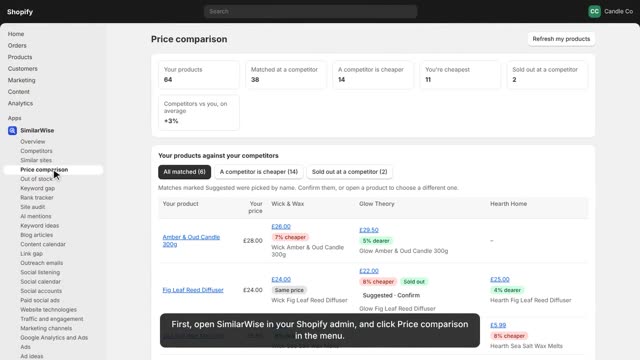 Shopify
Search
CC
Candle Co
Home
Orders
Products
Customers
Marketing
Content
Analytics
Apps
SimilarWise
Overview
Competitors
Similar sites
Price comparison
Out of stock
Keyword gap
Rank tracker
Site audit
AI mentions
Keyword ideas
Blog articles
Content calendar
Link gap
Outreach emails
Social listening
Social calendar
Social accounts
Paid social ads
Website technologies
Traffic and engagement
Marketing channels
Google Analytics and Ads
Ads
Ad ideas
Price comparison
Refresh my products
Your products
64
Matched at a competitor
38
A competitor is cheaper
14
You're cheapest
11
Sold out at a competitor
2
Competitors vs you, on
average
+3%
Your products against your competitors
All matched (6)
A competitor is cheaper (14)
Sold out at a competitor (2)
Matches marked Suggested were picked by name. Confirm them, or open a product to choose a different one.
Your product
Your
price
Wick & Wax
Glow Theory
Hearth Home
Amber & Oud Candle
300g
£28.00
£26.00
7% cheaper
Wick Amber & Oud Candle
300g
£29.50
5% dearer
Glow Amber & Oud Candle 300g
–
Fig Leaf Reed Diffuser
£24.00
£24.00
Same price
Wick Fig Leaf Reed Diffuser
£22.00
8% cheaper
Sold out
Suggested · Confirm
Glow Fig Leaf Reed Diffuser
£25.00
4% dearer
Hearth Fig Leaf Reed Diffuser
£5.99
8% cheaper
Hearth Sea Salt Wax Melts
First, open SimilarWise in your Shopify admin, and click Price comparison
in the menu.